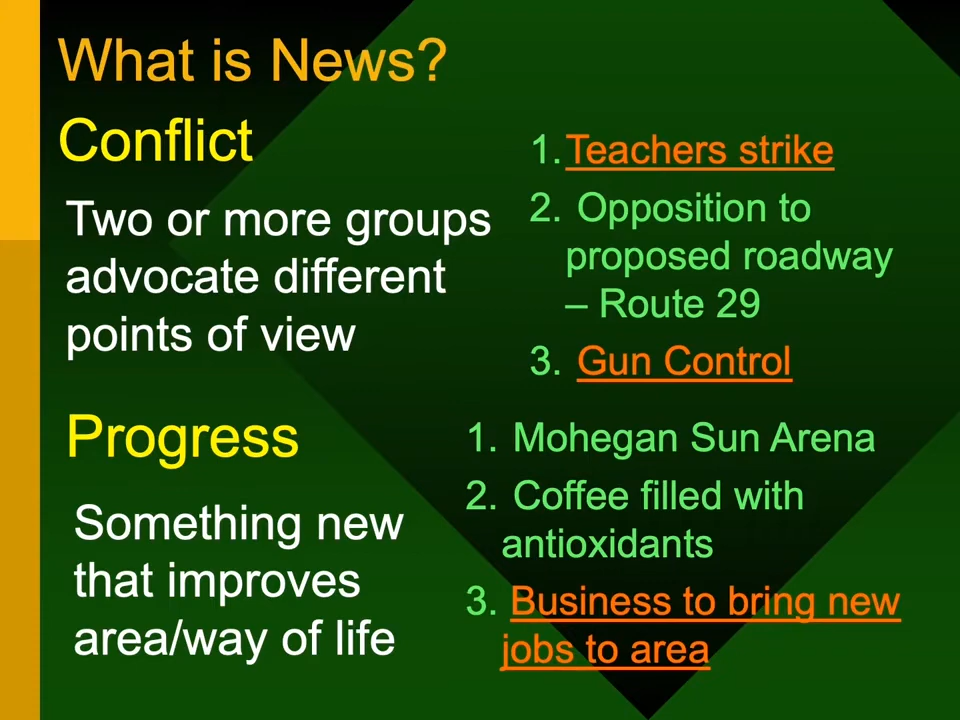 What is News?
Conflict
Two or more groups
advocate different
points of view
1. Teachers strike
2. Opposition to
proposed roadway
– Route 29
3. Gun Control
Progress
Something new
that improves
area/way of life
1. Mohegan Sun Arena
2. Coffee filled with
antioxidants
3. Business to bring new
jobs to area